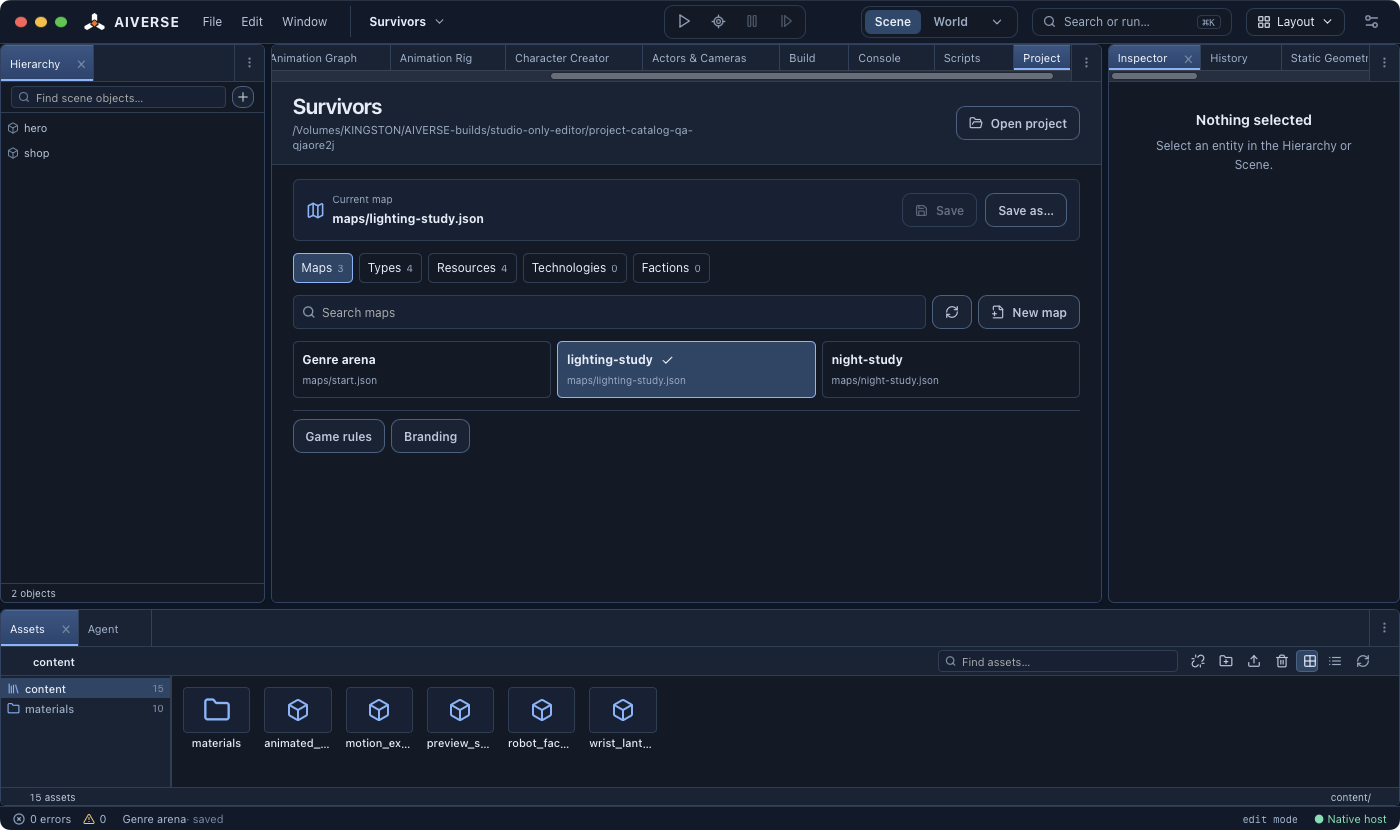 AIVERSE File Edit Window Survivors Scene World Search or run... ⌘K Layout
Hierarchy
Find scene objects...
hero
shop
2 objects
Animation Graph Animation Rig Character Creator Actors & Cameras Build Console Scripts Project
Survivors
/Volumes/KINGSTON/AIVERSE-builds/studio-only-editor/project-catalog-qa-
qjaore2j
Open project
Current map
maps/lighting-study.json
Save Save as...
Maps 3 Types 4 Resources 4 Technologies 0 Factions 0
Search maps New map
Genre arena lighting-study night-study
maps/start.json maps/lighting-study.json maps/night-study.json
Game rules Branding
Inspector History Static Geometr
Nothing selected
Select an entity in the Hierarchy or
Scene.
Assets Agent
content Find assets...
content 15
materials 10
materials animated_... motion_ex... preview_s... robot_fac... wrist_lant...
15 assets content/
0 errors 0 Genre arena · saved edit mode Native host